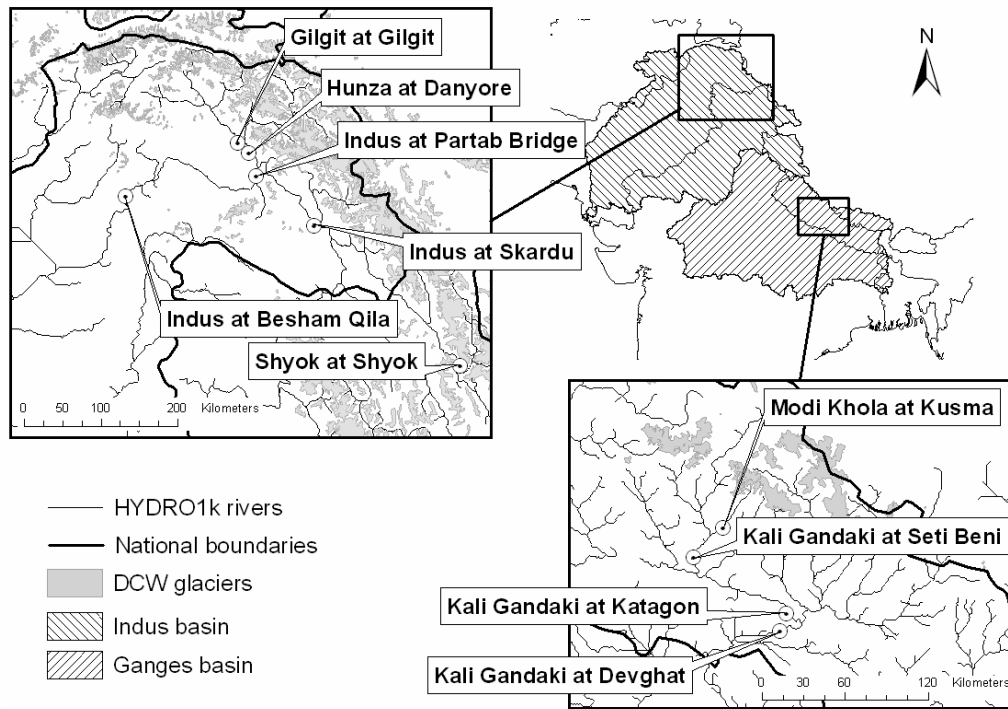 Gilgit at Gilgit
Hunza at Danyore
Indus at Partab Bridge
Indus at Skardu
Indus at Besham Qila
Shyok at Shyok
0 50 100 200 Kilometers
N
Modi Khola at Kusma
Kali Gandaki at Seti Beni
Kali Gandaki at Katagon
Kali Gandaki at Devghat
0 30 60 120 Kilometers
HYDRO1k rivers
National boundaries
DCW glaciers
Indus basin
Ganges basin